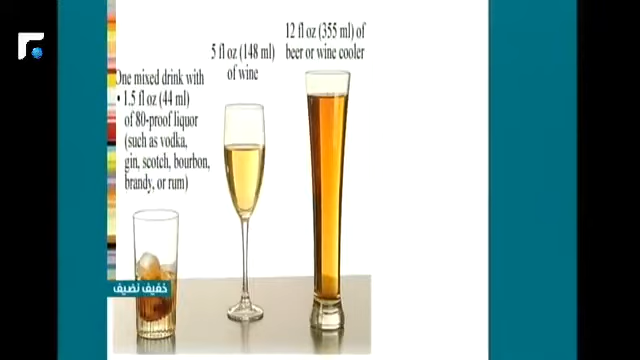 One mixed drink with
• 1.5 fl oz (44 ml)
of 80-proof liquor
(such as vodka,
gin, scotch, bourbon,
brandy, or rum)
5 fl oz (148 ml)
of wine
12 fl oz (355 ml) of
beer or wine cooler
خفيف نضيف